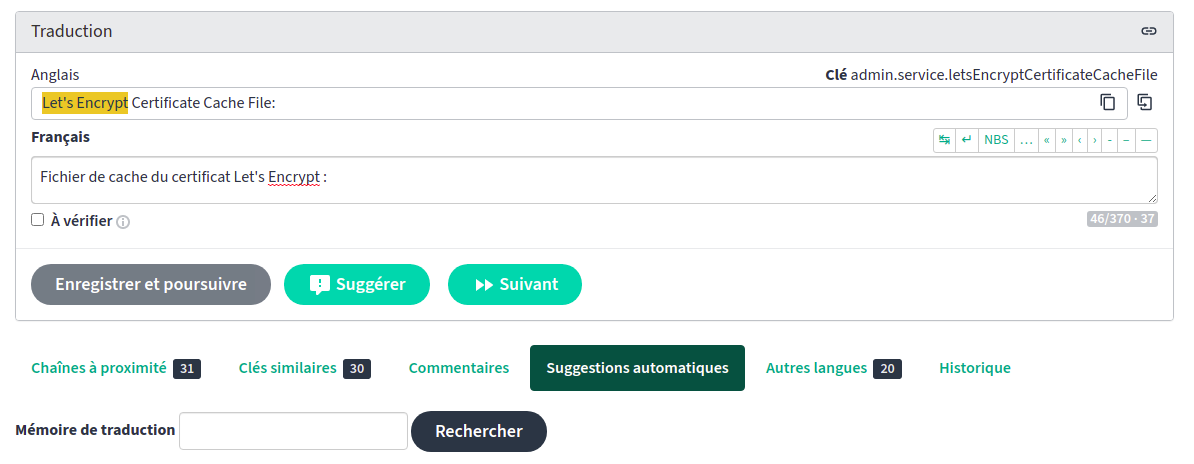 Traduction
Anglais
Clé admin.service.letsEncryptCertificateCacheFile
Let's Encrypt Certificate Cache File:
Français
NBS … « » ‹ › - – —
Fichier de cache du certificat Let's Encrypt :
À vérifier
46/370 · 37
Enregistrer et poursuivre
Suggérer
Suivant
Chaînes à proximité 31
Clés similaires 30
Commentaires
Suggestions automatiques
Autres langues 20
Historique
Mémoire de traduction
Rechercher